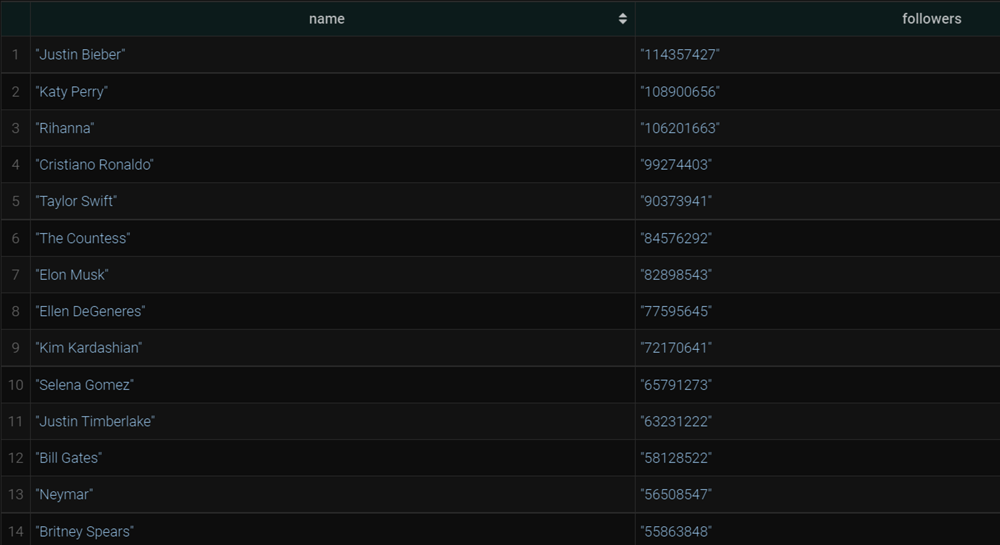 name followers
1 "Justin Bieber" "114357427"
2 "Katy Perry" "108900656"
3 "Rihanna" "106201663"
4 "Cristiano Ronaldo" "99274403"
5 "Taylor Swift" "90373941"
6 "The Countess" "84576292"
7 "Elon Musk" "82898543"
8 "Ellen DeGeneres" "77595645"
9 "Kim Kardashian" "72170641"
10 "Selena Gomez" "65791273"
11 "Justin Timberlake" "63231222"
12 "Bill Gates" "58128522"
13 "Neymar" "56508547"
14 "Britney Spears" "55863848"